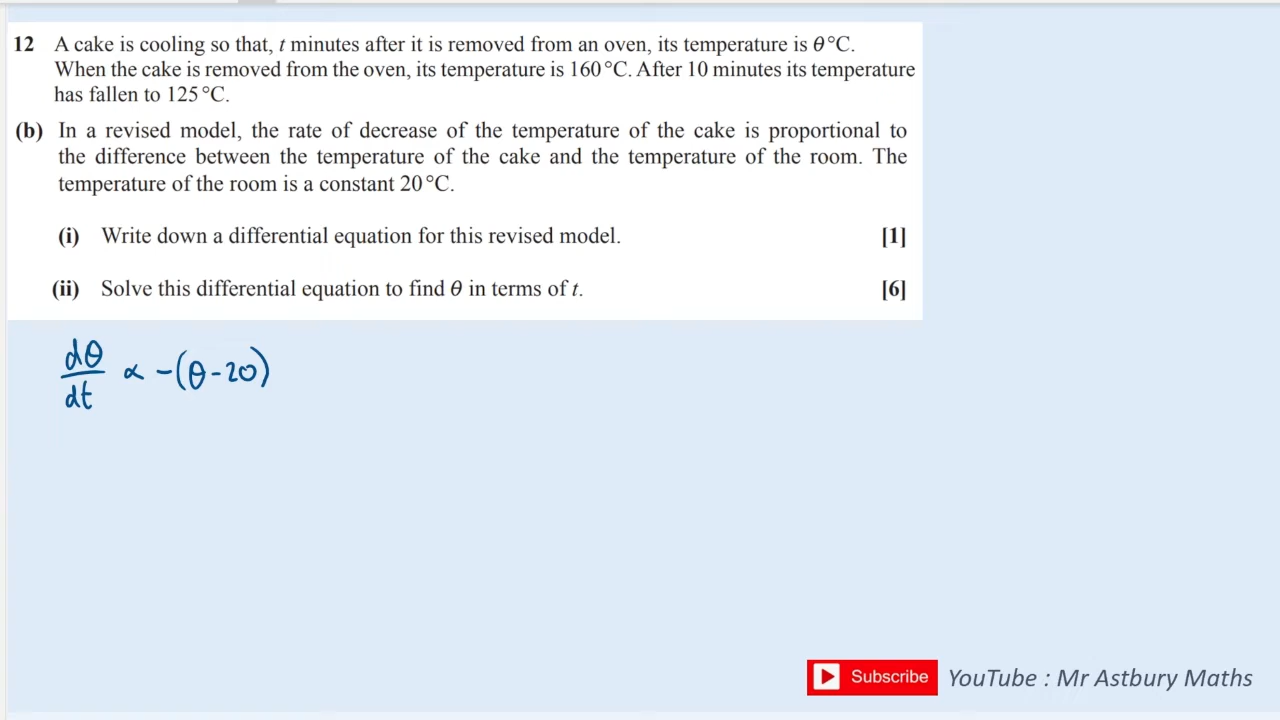 12 A cake is cooling so that, t minutes after it is removed from an oven, its temperature is θ °C.
When the cake is removed from the oven, its temperature is 160 °C. After 10 minutes its temperature
has fallen to 125 °C.
(b) In a revised model, the rate of decrease of the temperature of the cake is proportional to
the difference between the temperature of the cake and the temperature of the room. The
temperature of the room is a constant 20 °C.
(i) Write down a differential equation for this revised model. [1]
(ii) Solve this differential equation to find θ in terms of t. [6]
dθ/dt ∝ -(θ-20)
Subscribe YouTube : Mr Astbury Maths